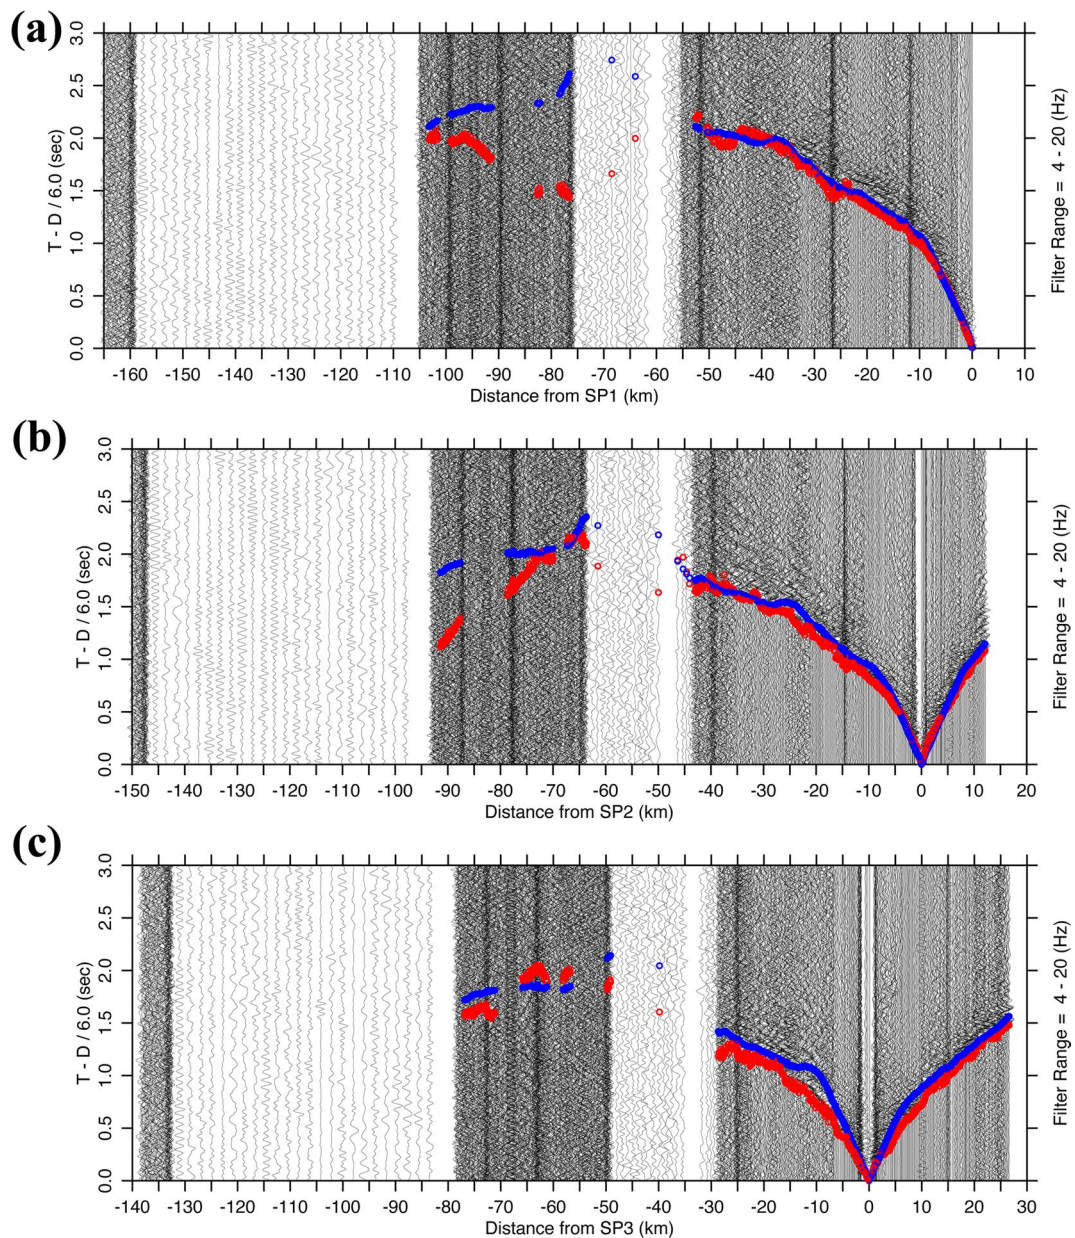 (a)
T - D / 6.0 (sec)
0.0 0.5 1.0 1.5 2.0 2.5 3.0
Filter Range = 4 - 20 (Hz)
-160 -150 -140 -130 -120 -110 -100 -90 -80 -70 -60 -50 -40 -30 -20 -10 0 10
Distance from SP1 (km)
(b)
T - D / 6.0 (sec)
0.0 0.5 1.0 1.5 2.0 2.5 3.0
Filter Range = 4 - 20 (Hz)
-150 -140 -130 -120 -110 -100 -90 -80 -70 -60 -50 -40 -30 -20 -10 0 10 20
Distance from SP2 (km)
(c)
T - D / 6.0 (sec)
0.0 0.5 1.0 1.5 2.0 2.5 3.0
Filter Range = 4 - 20 (Hz)
-140 -130 -120 -110 -100 -90 -80 -70 -60 -50 -40 -30 -20 -10 0 10 20 30
Distance from SP3 (km)